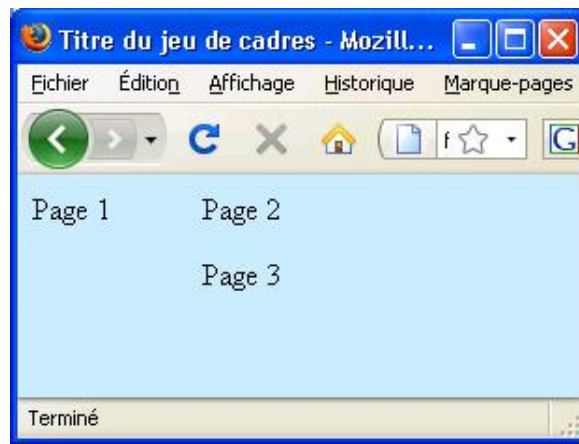 Titre du jeu de cadres - Mozill...
Fichier Édition Affichage Historique Marque-pages
f G
Page 1 Page 2
Page 3
Terminé